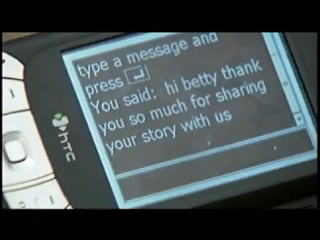 type a message and
press ↵
You said: hi betty thank
you so much for sharing
your story with us
hTC